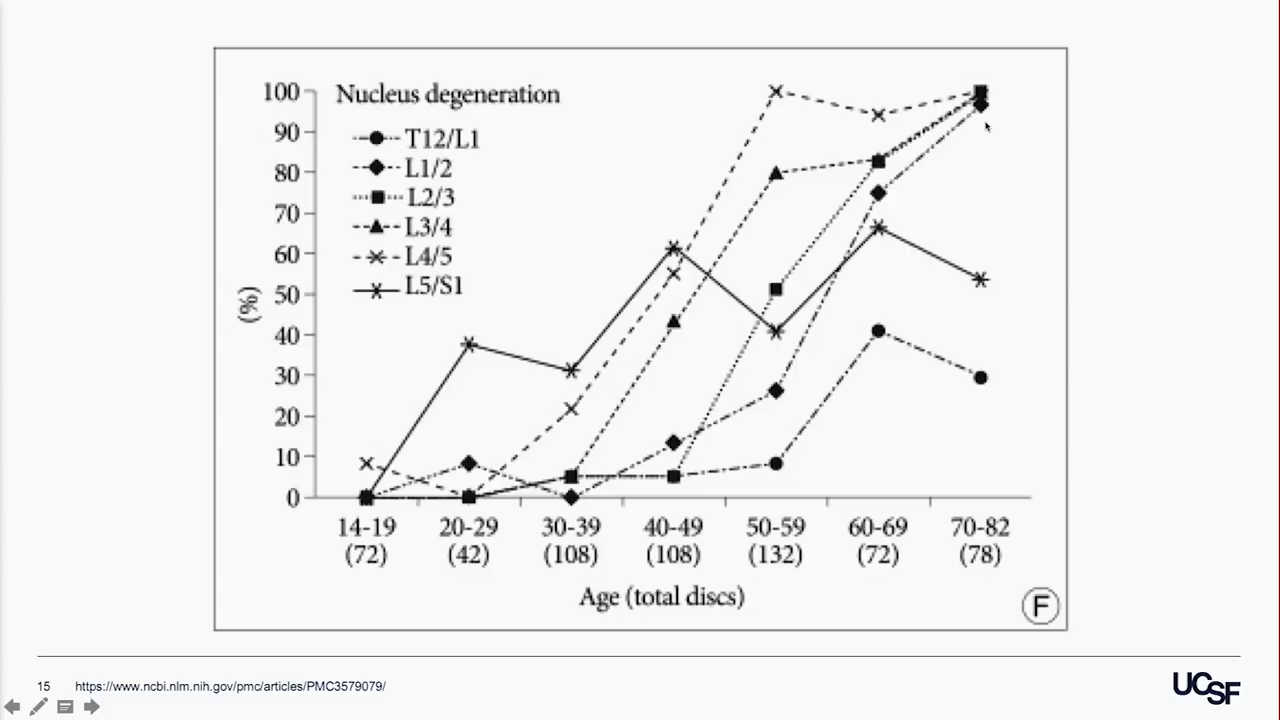 Nucleus degeneration
T12/L1
L1/2
L2/3
L3/4
L4/5
L5/S1
(%)
100
90
80
70
60
50
40
30
20
10
0
14-19 20-29 30-39 40-49 50-59 60-69 70-82
(72) (42) (108) (108) (132) (72) (78)
Age (total discs)
F
15 https://www.ncbi.nlm.nih.gov/pmc/articles/PMC3579079/
UCSF